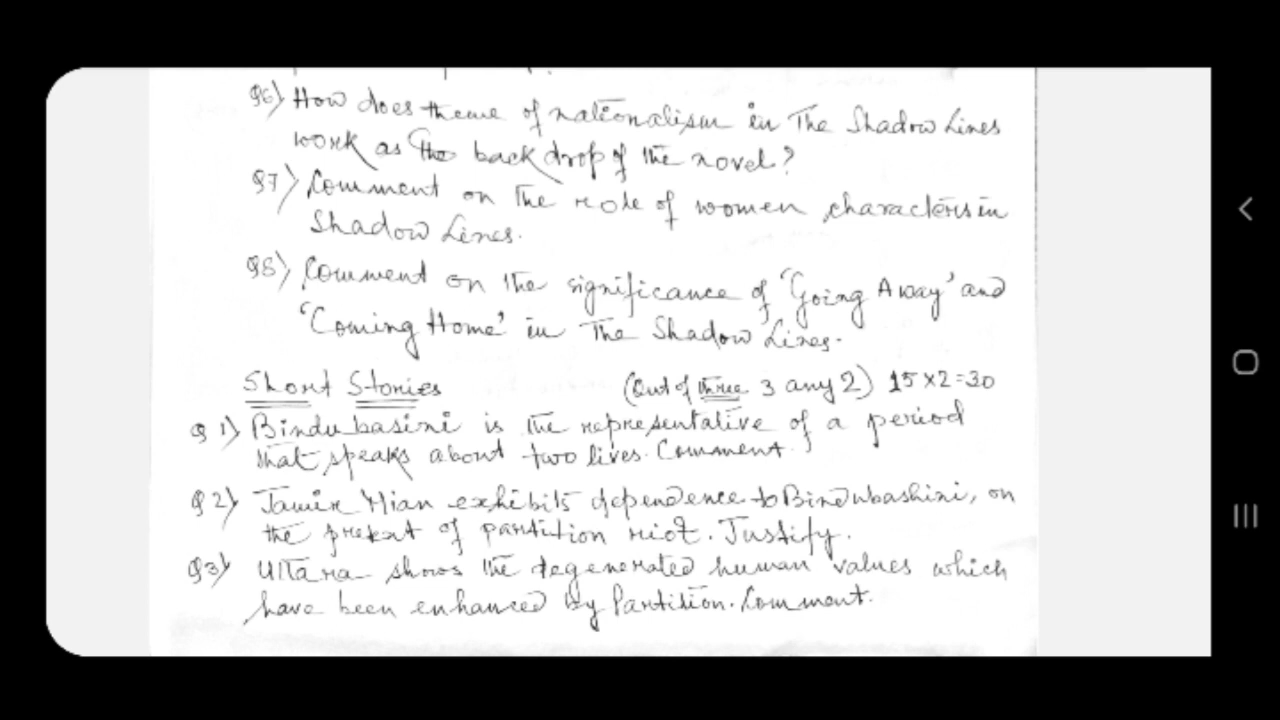 Q6) How does theme of nationalism in The Shadow Lines
work as the back drop of the novel?
Q7) Comment on the role of women characters in
Shadow Lines.
Q8) Comment on the significance of 'Going Away' and
'Coming Home' in The Shadow Lines.
Short Stories (Out of three 3 any 2) 15 x 2 = 30
Q 1) Bindubasini is the representative of a period
that speaks about two lives. Comment.
Q 2) Jamir Mian exhibits dependence to Bindubashini, on
the pretext of partition riot. Justify.
Q3) Uttara shows the degenerated human values which
have been enhanced by Partition. Comment.